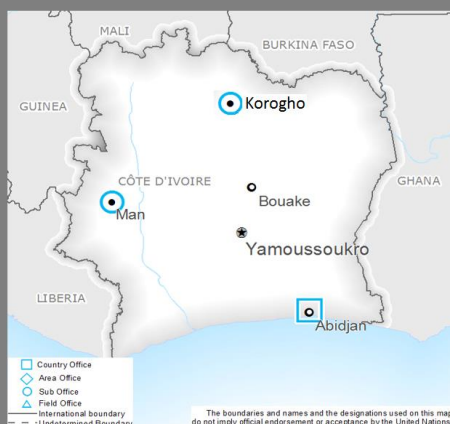 MALI
BURKINA FASO
Korogho
GUINEA
CÔTE D'IVOIRE
GHANA
Bouake
Man
Yamoussoukro
LIBERIA
Abidjan
Country Office
Area Office
Sub Office
Field Office
International boundary
Undetermined Boundary
The boundaries and names and the designations used on this map
do not imply official endorsement or acceptance by the United Nations.